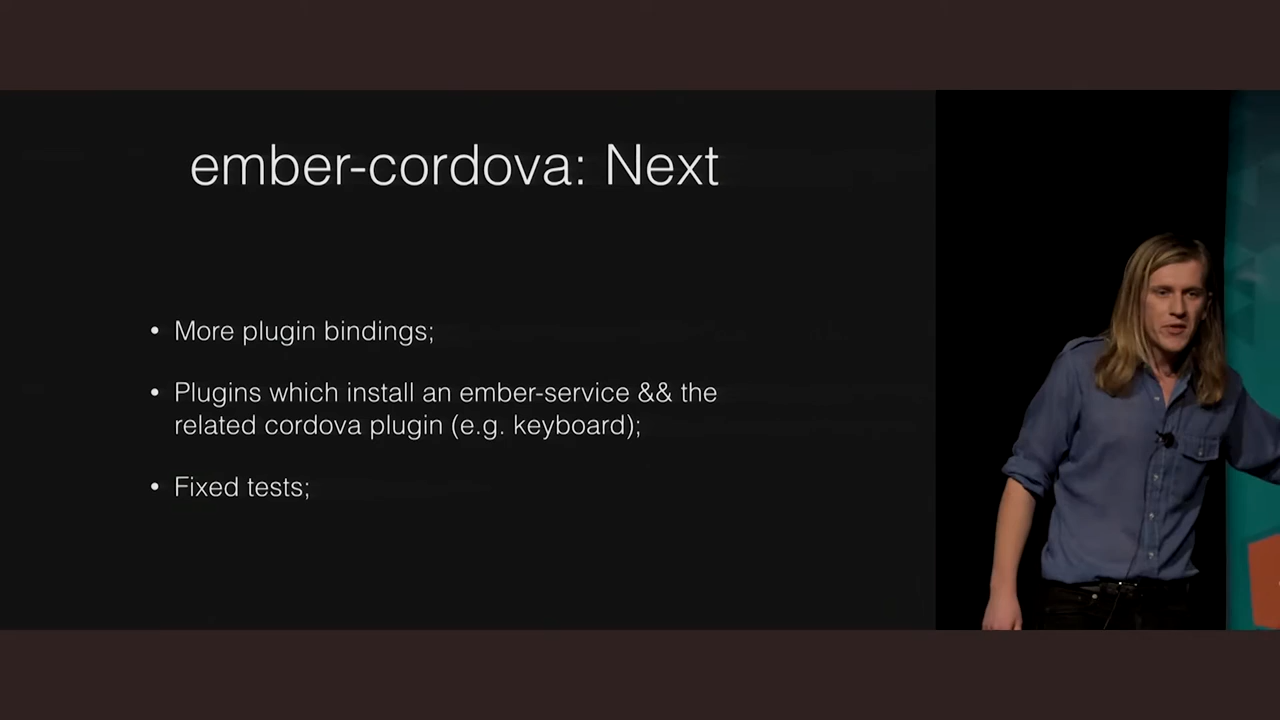 ember-cordova: Next
• More plugin bindings;
• Plugins which install an ember-service && the
related cordova plugin (e.g. keyboard);
• Fixed tests;